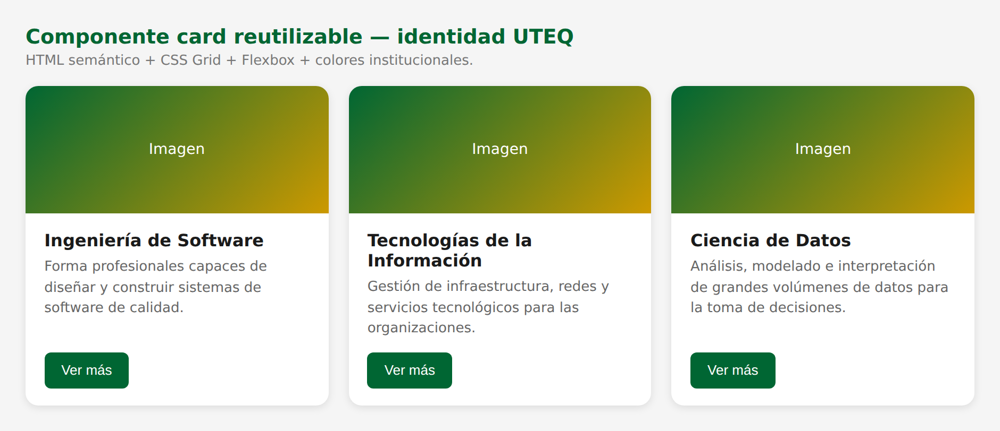 Componente card reutilizable — identidad UTEQ
HTML semántico + CSS Grid + Flexbox + colores institucionales.
Imagen
Ingeniería de Software
Forma profesionales capaces de
diseñar y construir sistemas de
software de calidad.
Ver más
Imagen
Tecnologías de la
Información
Gestión de infraestructura, redes y
servicios tecnológicos para las
organizaciones.
Ver más
Imagen
Ciencia de Datos
Análisis, modelado e interpretación
de grandes volúmenes de datos para
la toma de decisiones.
Ver más